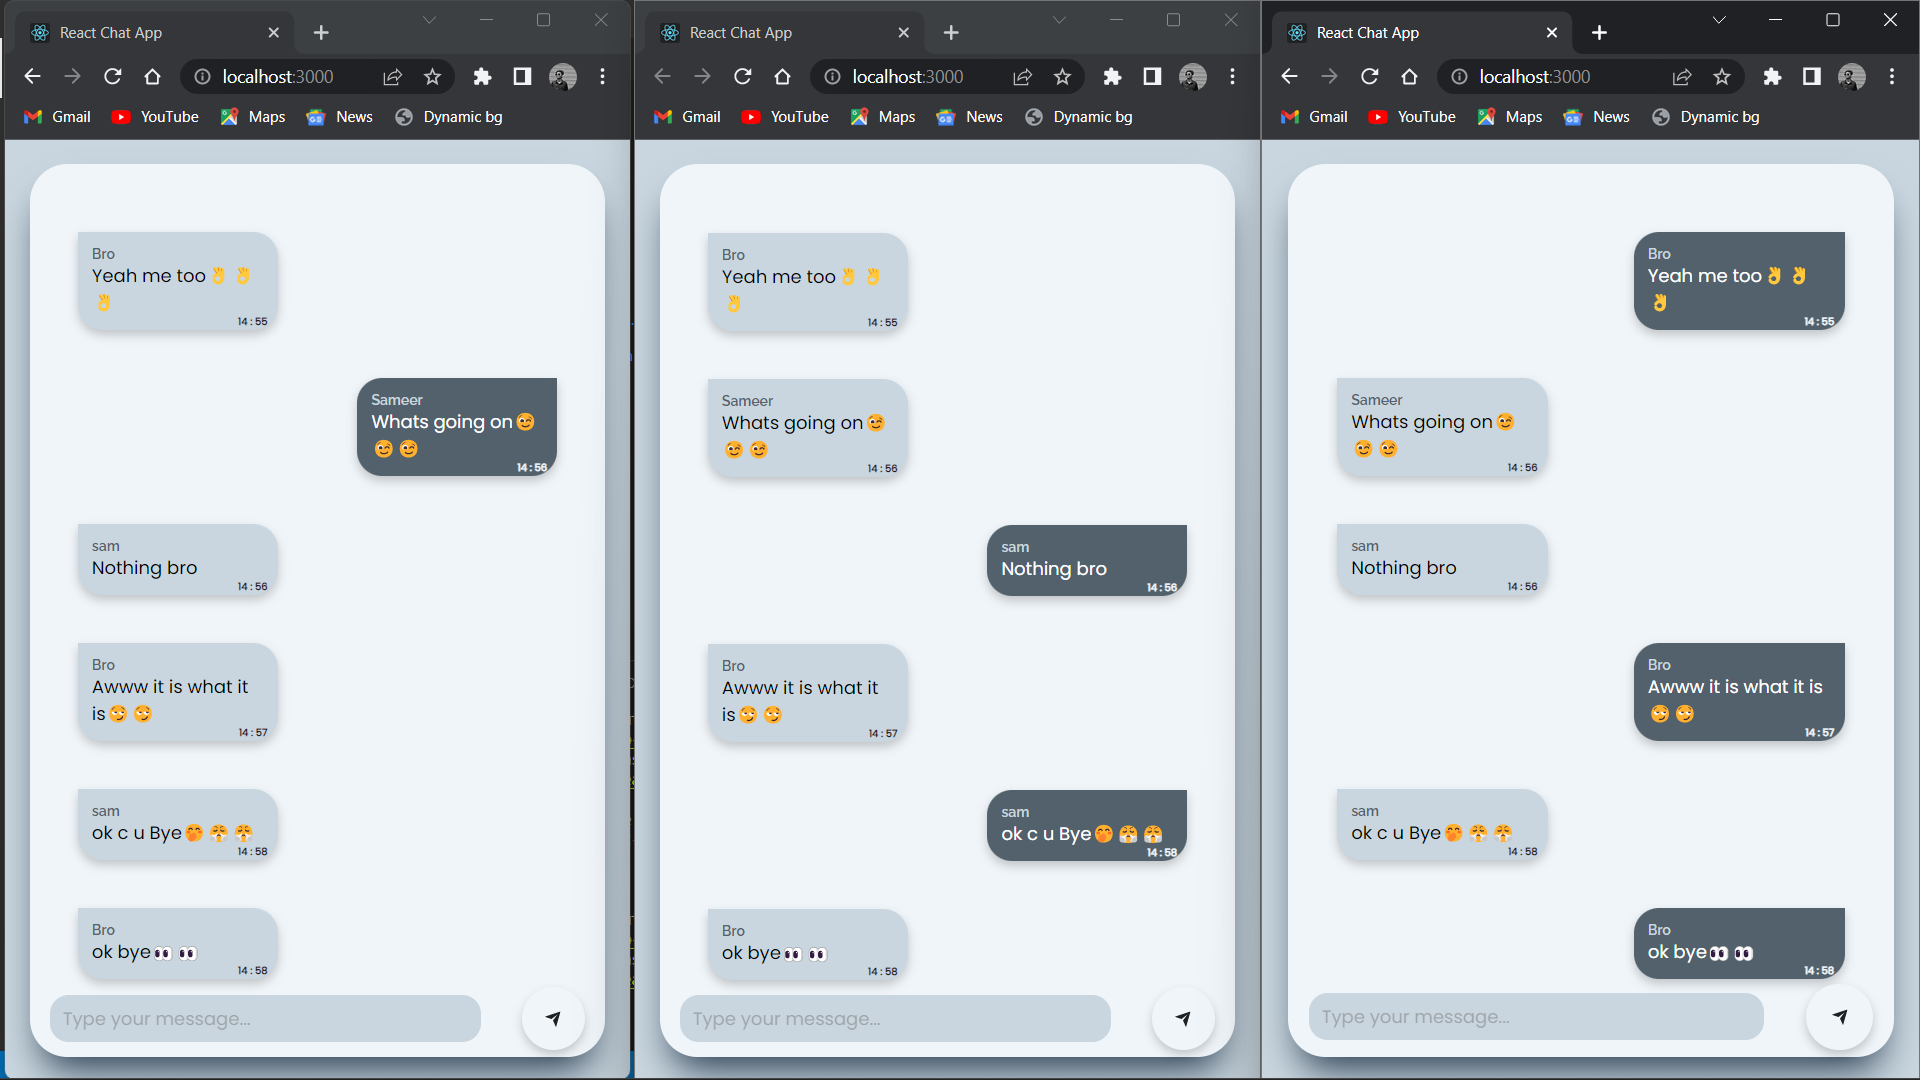 React Chat App
localhost:3000
Gmail YouTube Maps News Dynamic bg
Bro
Yeah me too👌 👌
👌
14:55
Sameer
Whats going on😊
😊 😊
14:56
sam
Nothing bro
14:56
Bro
Awww it is what it
is🙄 🙄
14:57
sam
ok c u Bye🤭 😤 😤
14:58
Bro
ok bye👀 👀
14:58
Type your message...
React Chat App
localhost:3000
Gmail YouTube Maps News Dynamic bg
Bro
Yeah me too👌 👌
👌
14:55
Sameer
Whats going on😊
😊 😊
14:56
sam
Nothing bro
14:56
Bro
Awww it is what it
is🙄 🙄
14:57
sam
ok c u Bye🤭 😤 😤
14:58
Bro
ok bye👀 👀
14:58
Type your message...
React Chat App
localhost:3000
Gmail YouTube Maps News Dynamic bg
Bro
Yeah me too👌 👌
👌
14:55
Sameer
Whats going on😊
😊 😊
14:56
sam
Nothing bro
14:56
Bro
Awww it is what it is
🙄 🙄
14:57
sam
ok c u Bye🤭 😤 😤
14:58
Bro
ok bye👀 👀
14:58
Type your message...